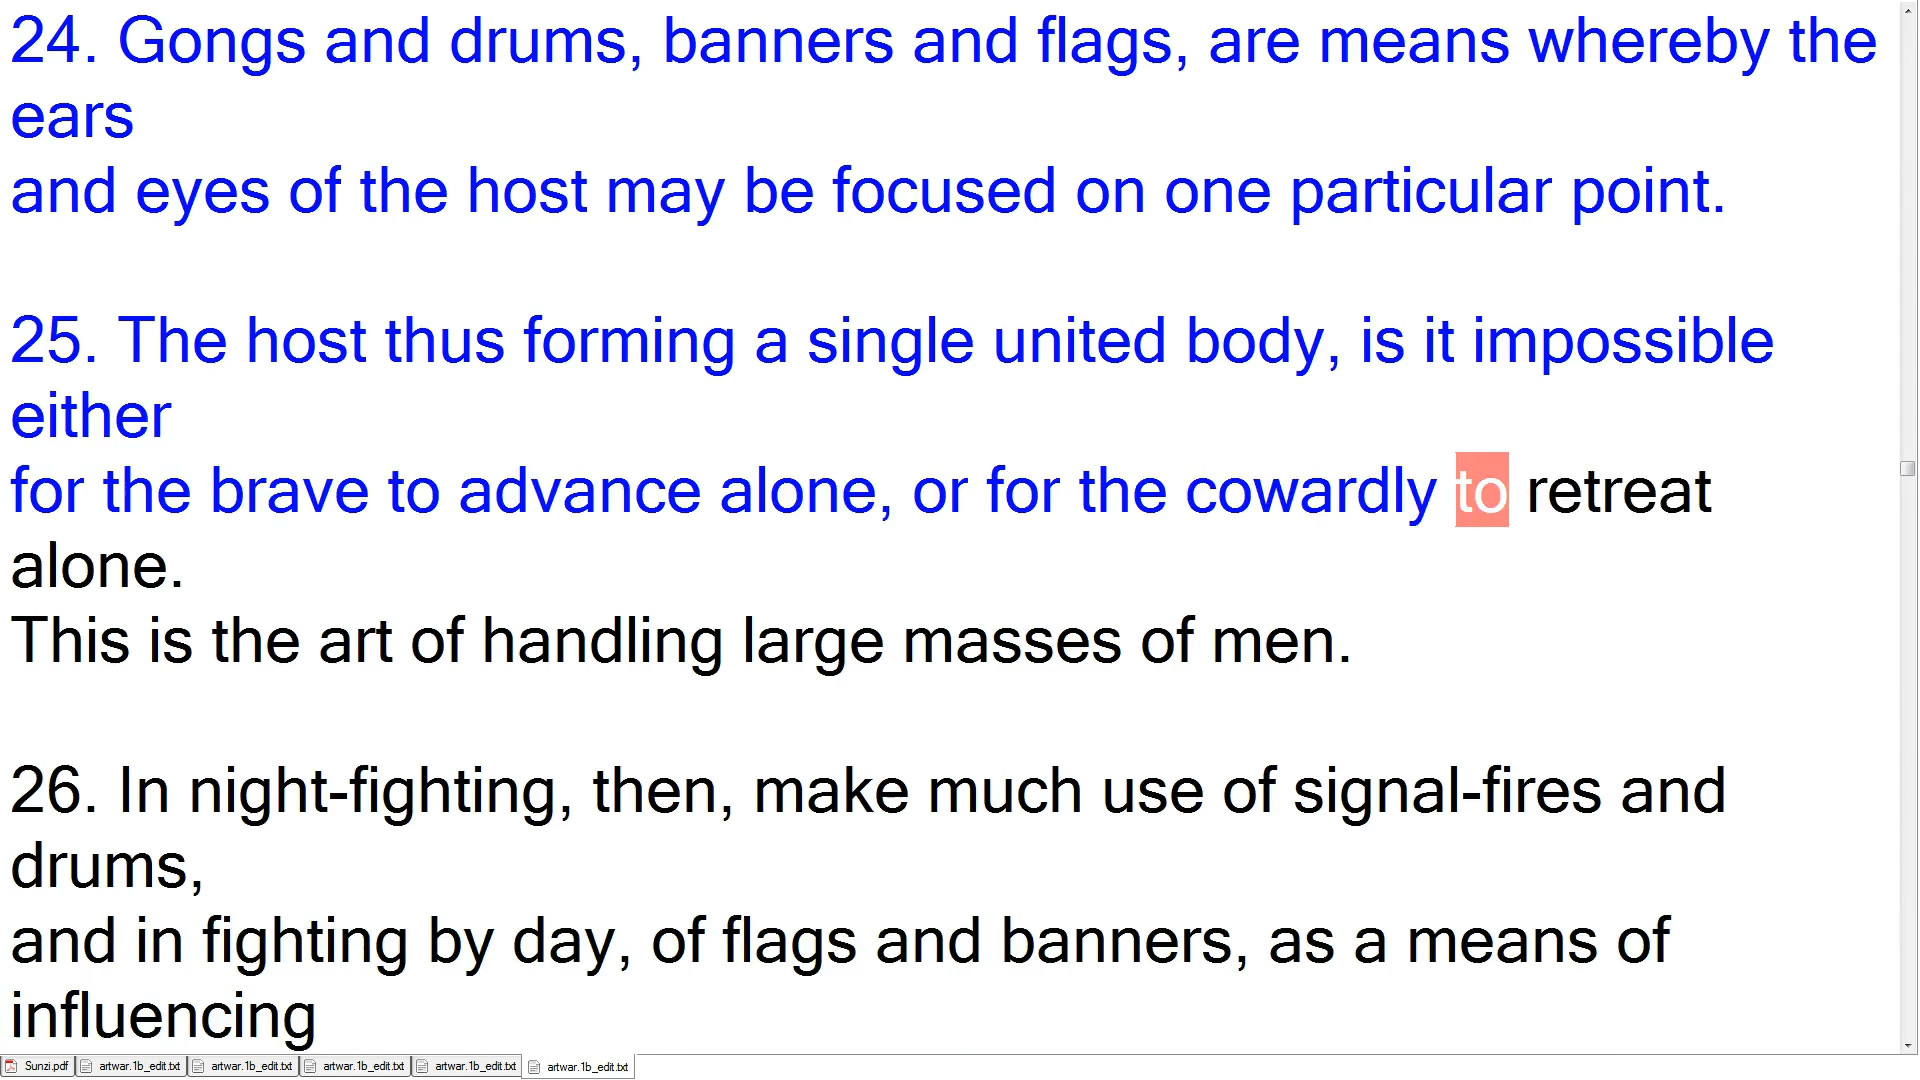 24. Gongs and drums, banners and flags, are means whereby the
ears
and eyes of the host may be focused on one particular point.
25. The host thus forming a single united body, is it impossible
either
for the brave to advance alone, or for the cowardly to retreat
alone.
This is the art of handling large masses of men.
26. In night-fighting, then, make much use of signal-fires and
drums,
and in fighting by day, of flags and banners, as a means of
influencing
Sunzi.pdf artwar.1b_edit.txt artwar.1b_edit.txt artwar.1b_edit.txt artwar.1b_edit.txt artwar.1b_edit.txt